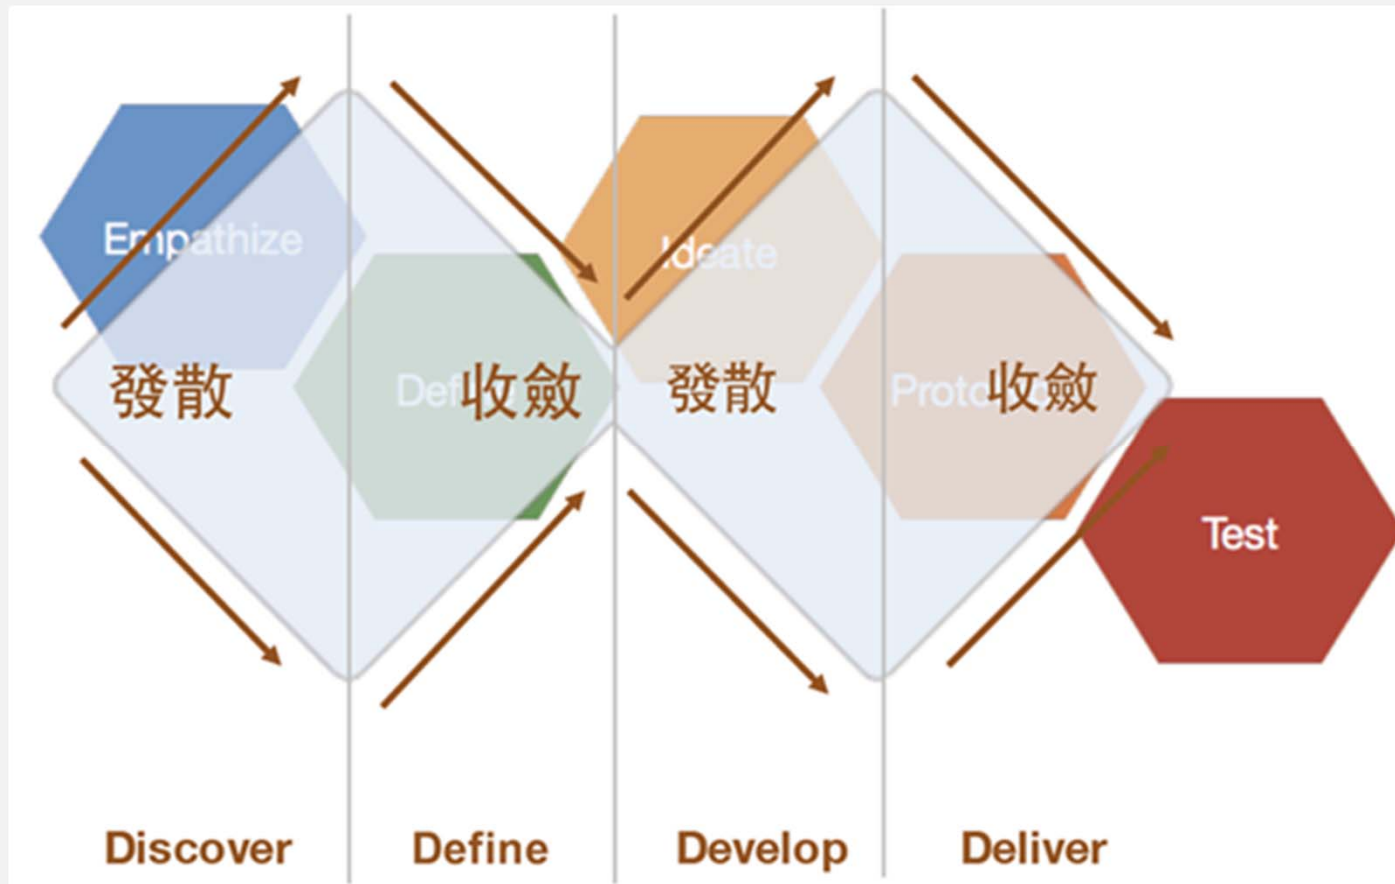 Empathize
Ideate
發散
收斂
發散
收斂
Test
Discover
Define
Develop
Deliver